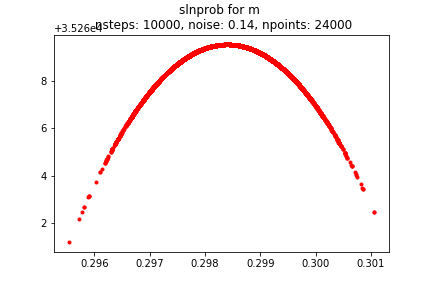 slnprob for m
+3.526e4
nsteps: 10000, noise: 0.14, npoints: 24000
8
6
4
2
0.296 0.297 0.298 0.299 0.300 0.301